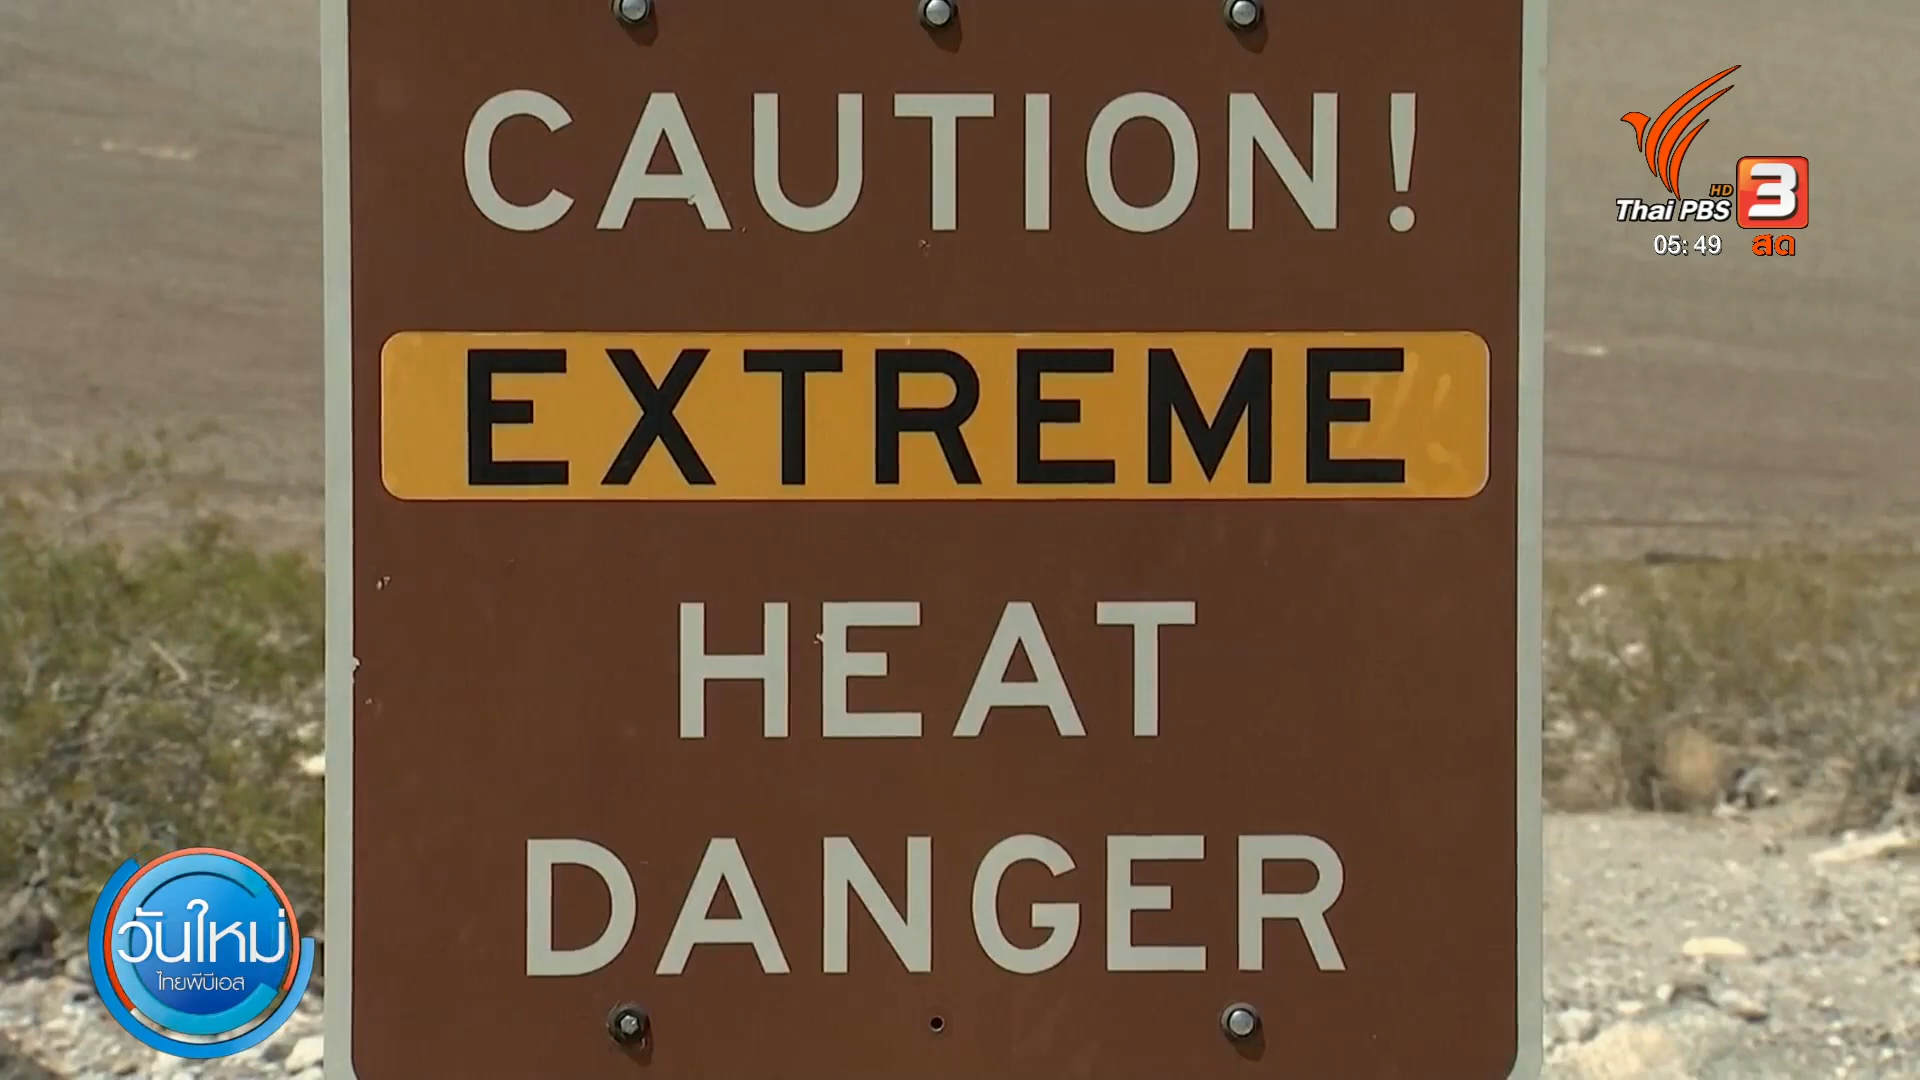 CAUTION!
EXTREME
HEAT
DANGER
HD
Thai PBS 3
05:49 สด
วันใหม่
ไทยพีบีเอส